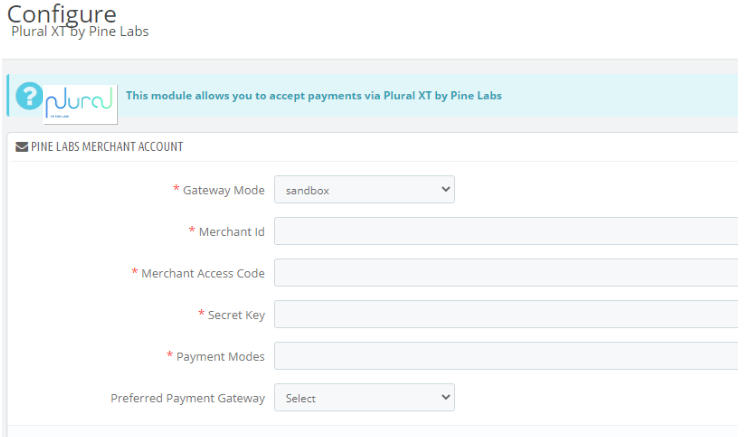 Configure
Plural XT by Pine Labs
plural
This module allows you to accept payments via Plural XT by Pine Labs
PINE LABS MERCHANT ACCOUNT
* Gateway Mode sandbox
* Merchant Id
* Merchant Access Code
* Secret Key
* Payment Modes
Preferred Payment Gateway Select